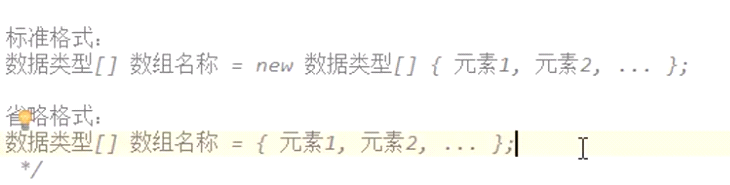 标准格式：
数据类型[] 数组名称 = new 数据类型[] { 元素1, 元素2, ... };
省略格式：
数据类型[] 数组名称 = { 元素1, 元素2, ... };
*/